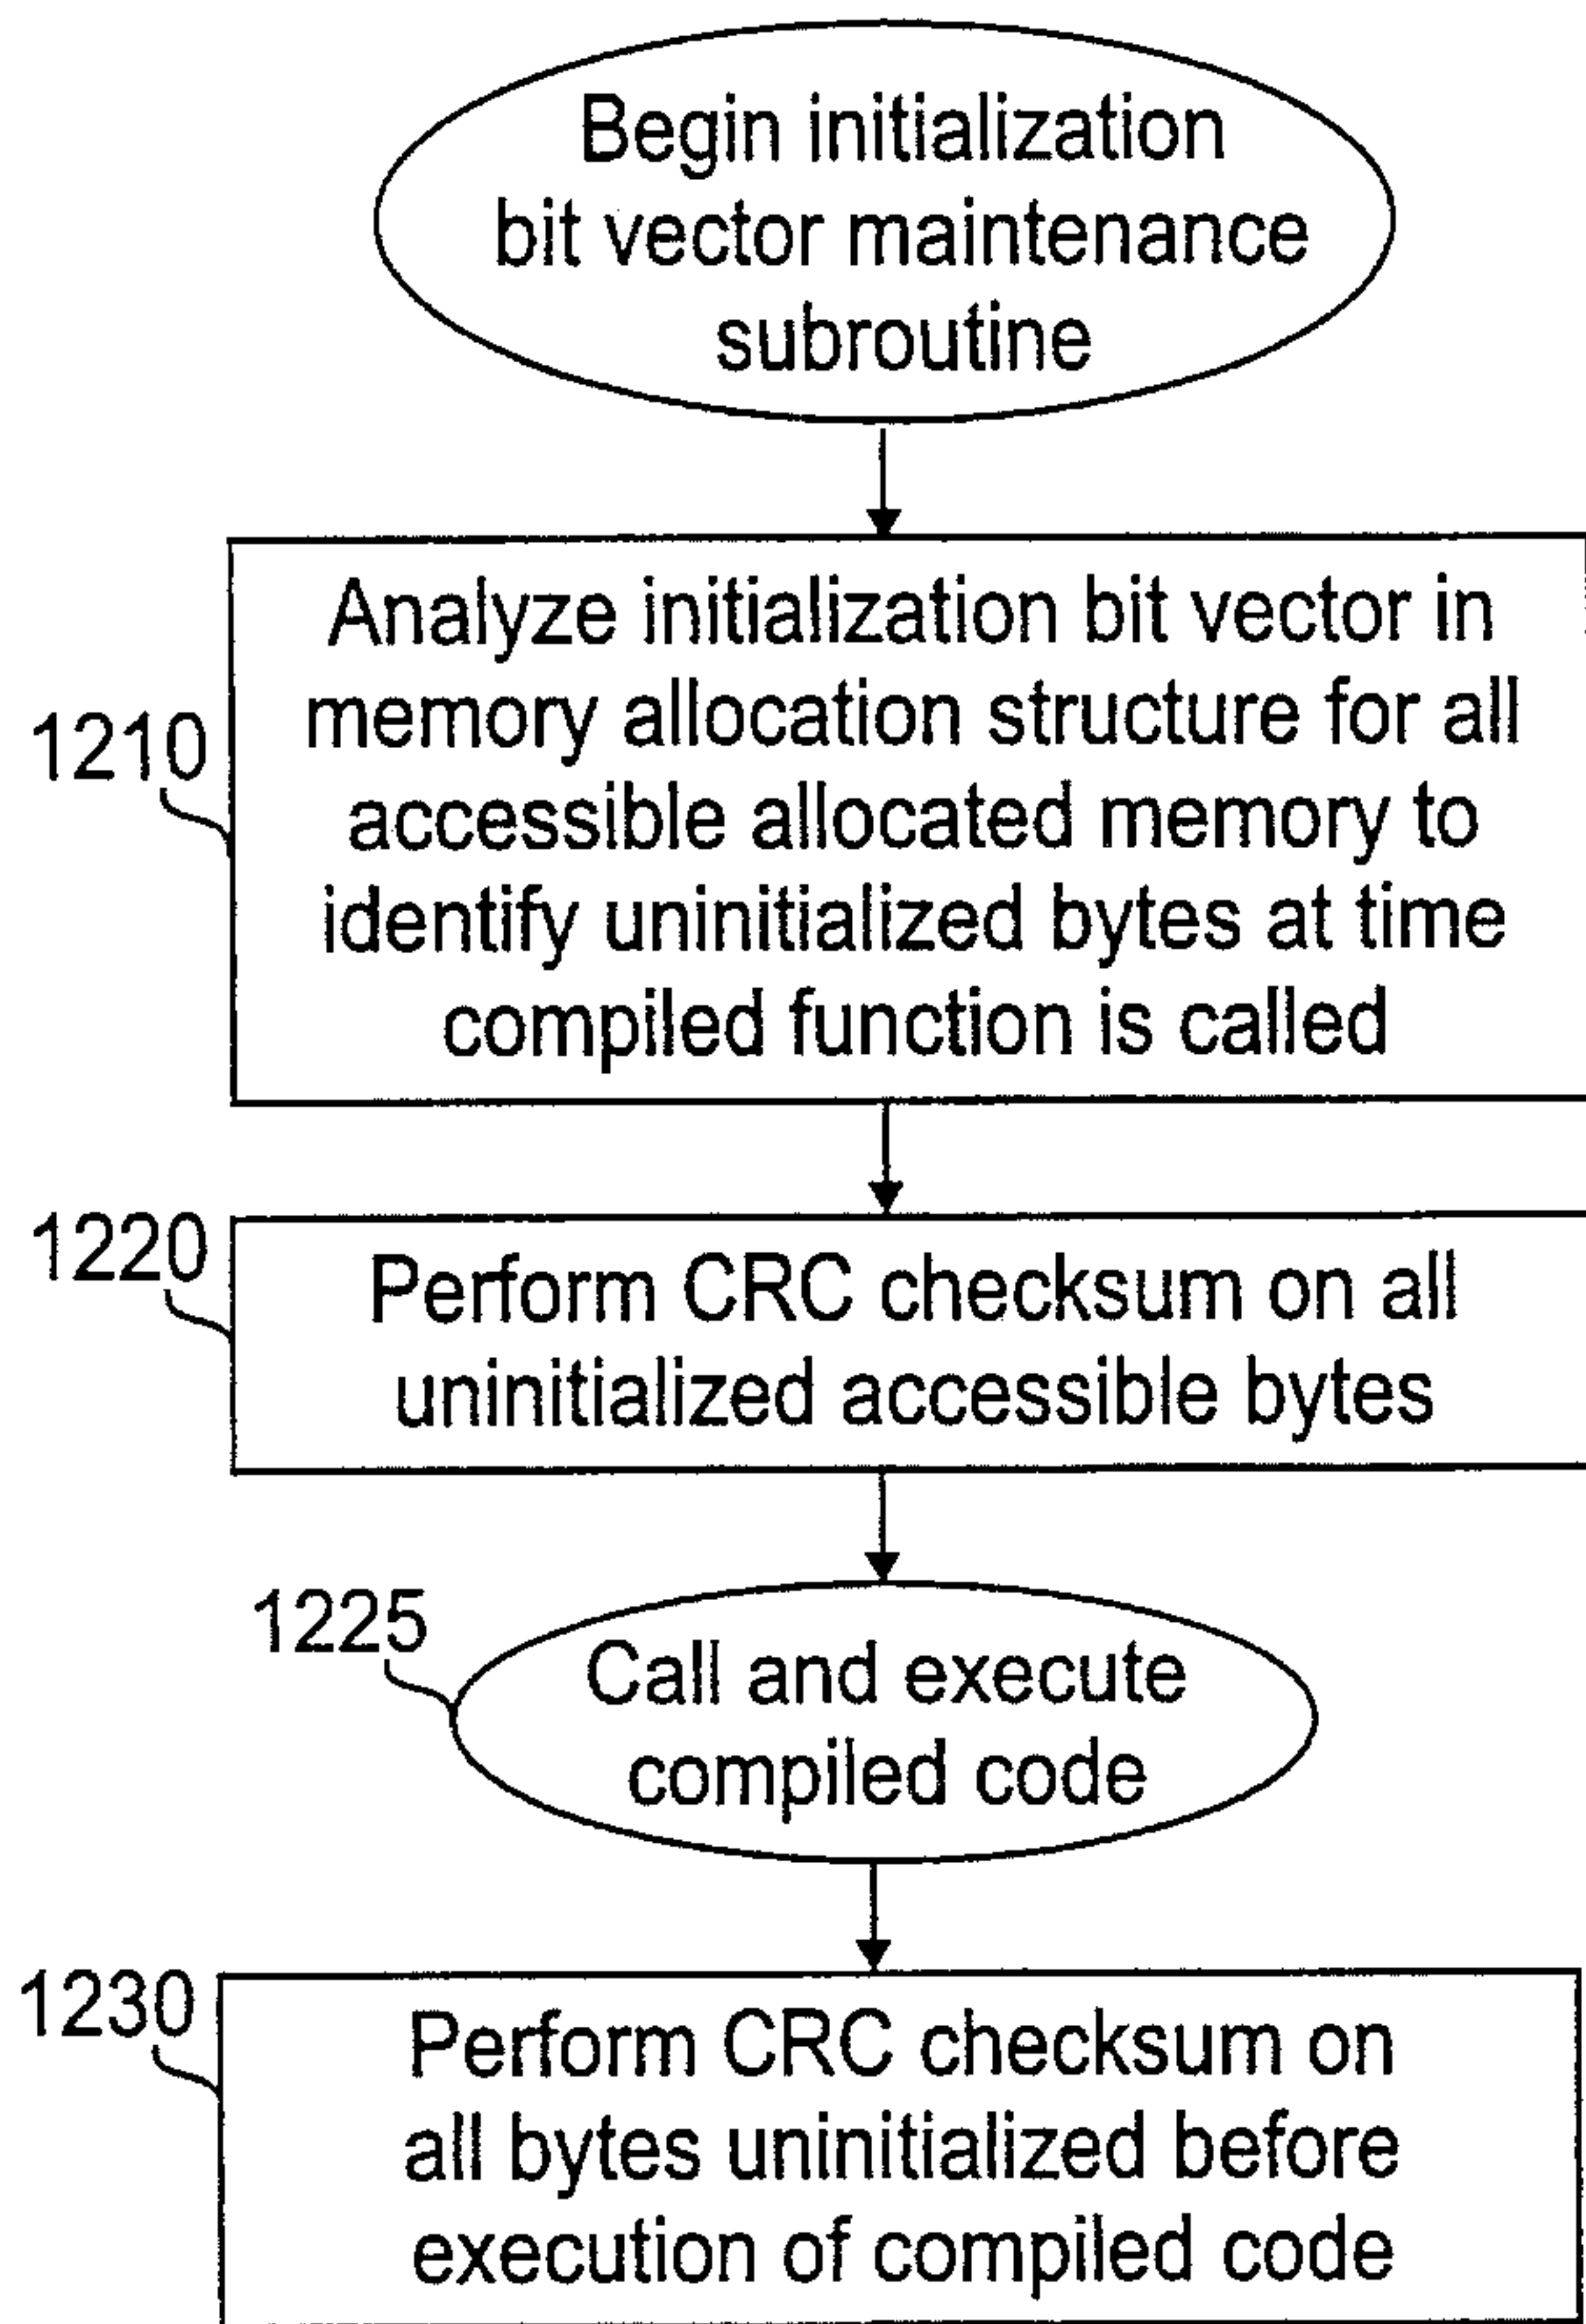 Begin initialization
bit vector maintenance
subroutine
Analyze initialization bit vector in
memory allocation structure for all
1210
accessible allocated memory to
identify uninitialized bytes at time
compiled function is called
1220
Perform CRC checksum on all
uninitialized accessible bytes
1225
Call and execute
compiled code
1230
Perform CRC checksum on
all bytes uninitialized before
execution of compiled code